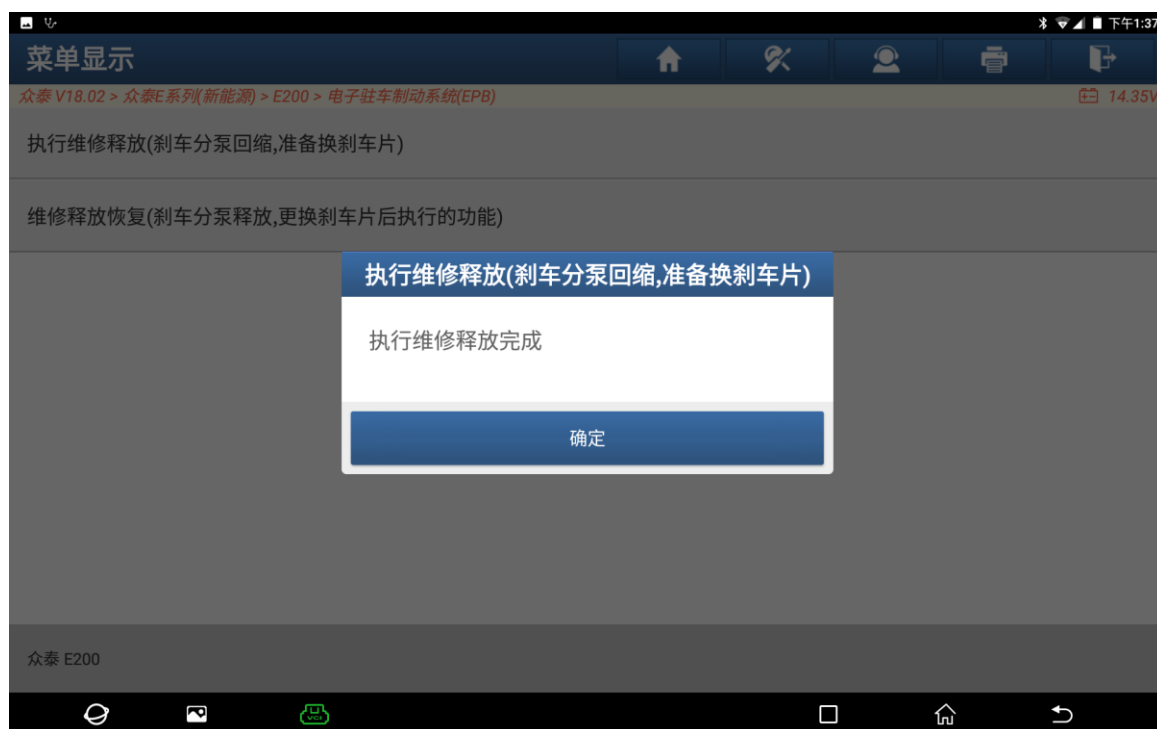 下午1:37
菜单显示
众泰 V18.02 > 众泰E系列(新能源) > E200 > 电子驻车制动系统(EPB)
14.35V
执行维修释放(刹车分泵回缩,准备换刹车片)
维修释放恢复(刹车分泵释放,更换刹车片后执行的功能)
执行维修释放(刹车分泵回缩,准备换刹车片)
执行维修释放完成
确定
众泰 E200
VCI